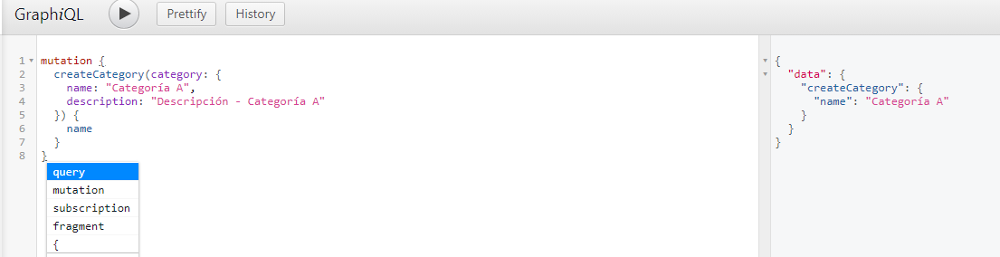 GraphiQL Prettify History
1 mutation {
2 createCategory(category: {
3 name: "Categoría A",
4 description: "Descripción - Categoría A"
5 }) {
6 name
7 }
8 }
query
mutation
subscription
fragment
{
{
"data": {
"createCategory": {
"name": "Categoría A"
}
}
}